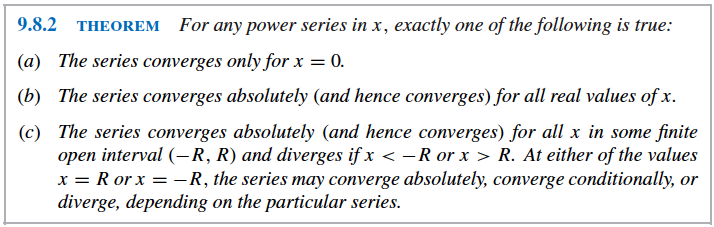 9.8.2 THEOREM For any power series in x, exactly one of the following is true:
(a) The series converges only for x = 0.
(b) The series converges absolutely (and hence converges) for all real values of x.
(c) The series converges absolutely (and hence converges) for all x in some finite
open interval (−R, R) and diverges if x < −R or x > R. At either of the values
x = R or x = −R, the series may converge absolutely, converge conditionally, or
diverge, depending on the particular series.